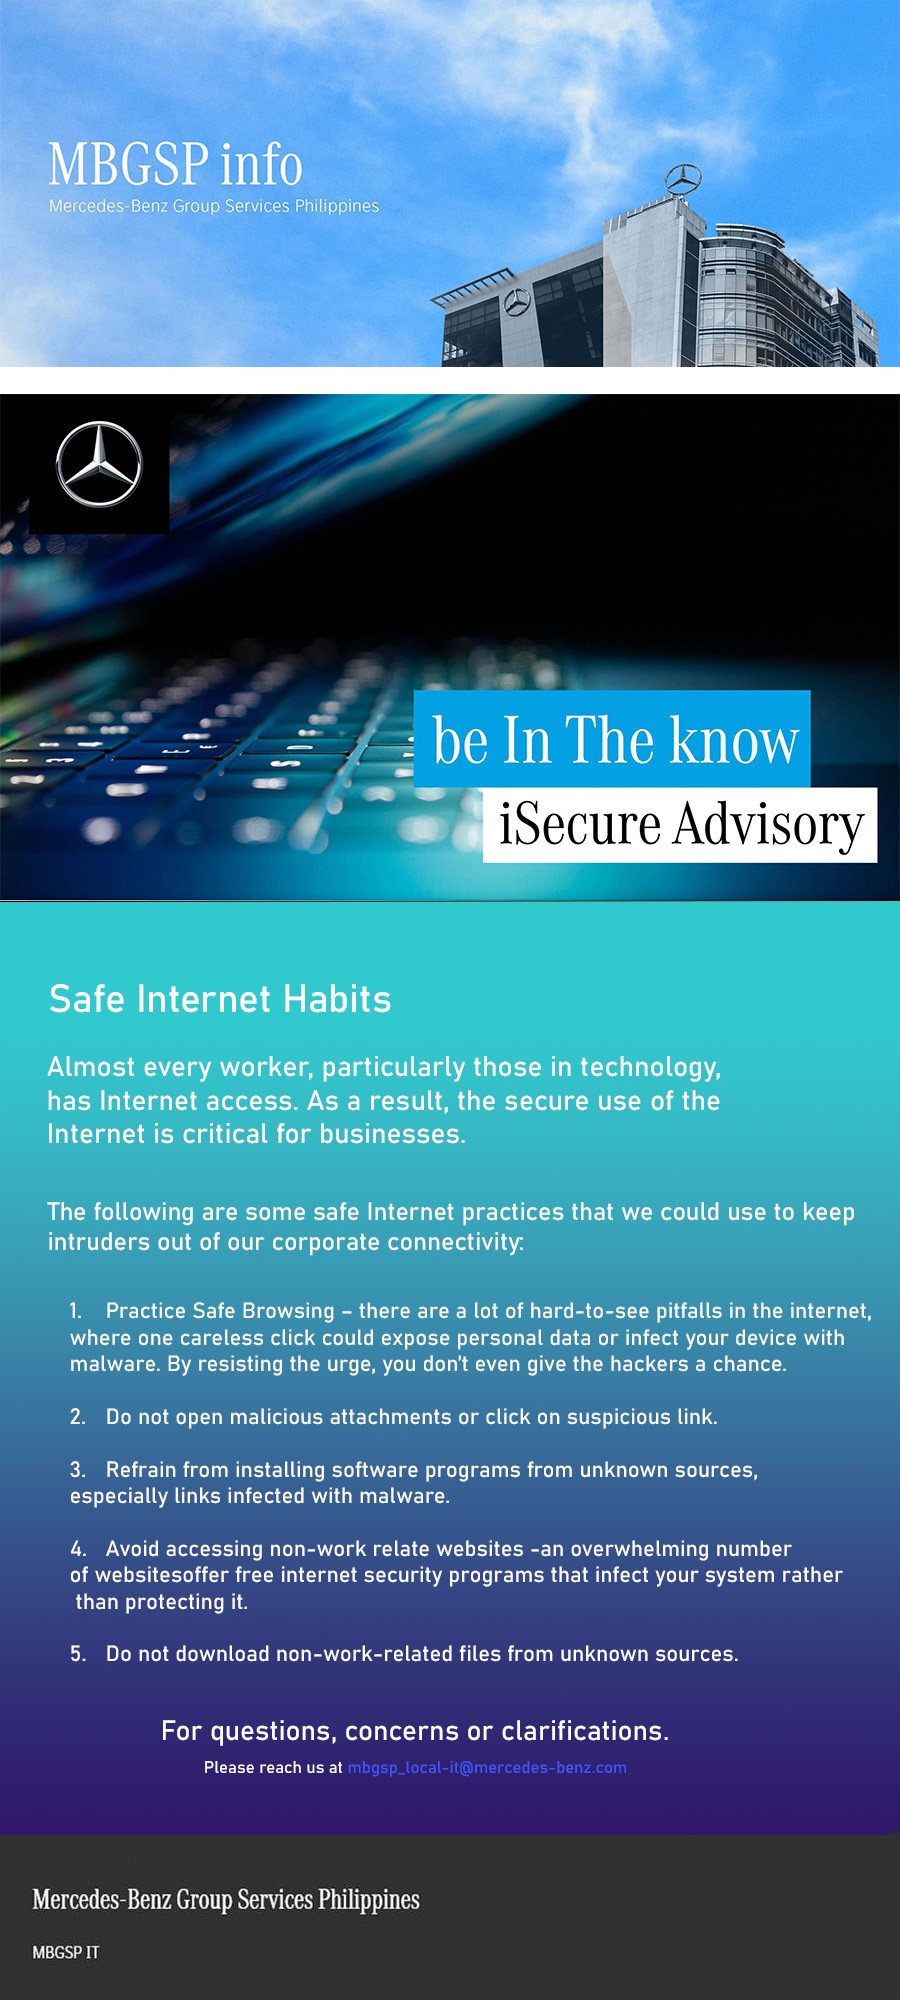 MBGSP info
Mercedes-Benz Group Services Philippines
be In The know
iSecure Advisory
Safe Internet Habits
Almost every worker, particularly those in technology,
has Internet access. As a result, the secure use of the
Internet is critical for businesses.
The following are some safe Internet practices that we could use to keep
intruders out of our corporate connectivity:
1. Practice Safe Browsing – there are a lot of hard-to-see pitfalls in the internet,
where one careless click could expose personal data or infect your device with
malware. By resisting the urge, you don't even give the hackers a chance.
2. Do not open malicious attachments or click on suspicious link.
3. Refrain from installing software programs from unknown sources,
especially links infected with malware.
4. Avoid accessing non-work relate websites -an overwhelming number
of websitesoffer free internet security programs that infect your system rather
than protecting it.
5. Do not download non-work-related files from unknown sources.
For questions, concerns or clarifications.
Please reach us at mbgsp_local-it@mercedes-benz.com
Mercedes-Benz Group Services Philippines
MBGSP IT